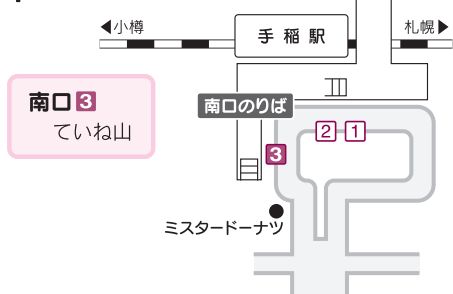 ◀小樽
手稲駅
札幌▶
南口3
ていね山
南口のりば
2 1
3
ミスタードーナツ